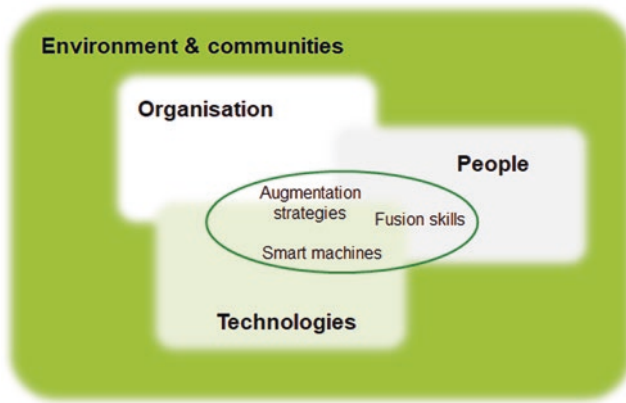 Environment & communities
Organisation
People
Augmentation
strategies
Fusion skills
Smart machines
Technologies